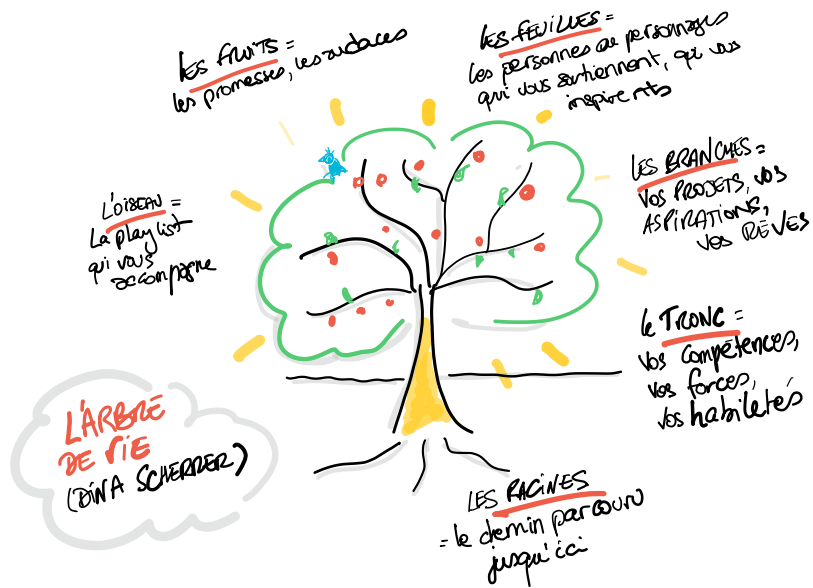 LES FRUITS =
les promesses, les audaces
LES FEUILLES =
les personnes ou personnages
qui vous soutiennent, qui vous
inspirents
L'OISEAU =
La playlist
qui vous
accompagne
LES BRANCHES =
VOS PROJETS, VOS
ASPIRATIONS,
VOS RÊVES
le TRONC =
vos compétences,
vos forces,
vos habiletés
L'ARBRE
DE VIE
(DINA SCHERRER)
LES RACINES
= le chemin parcouru
jusqu'ici